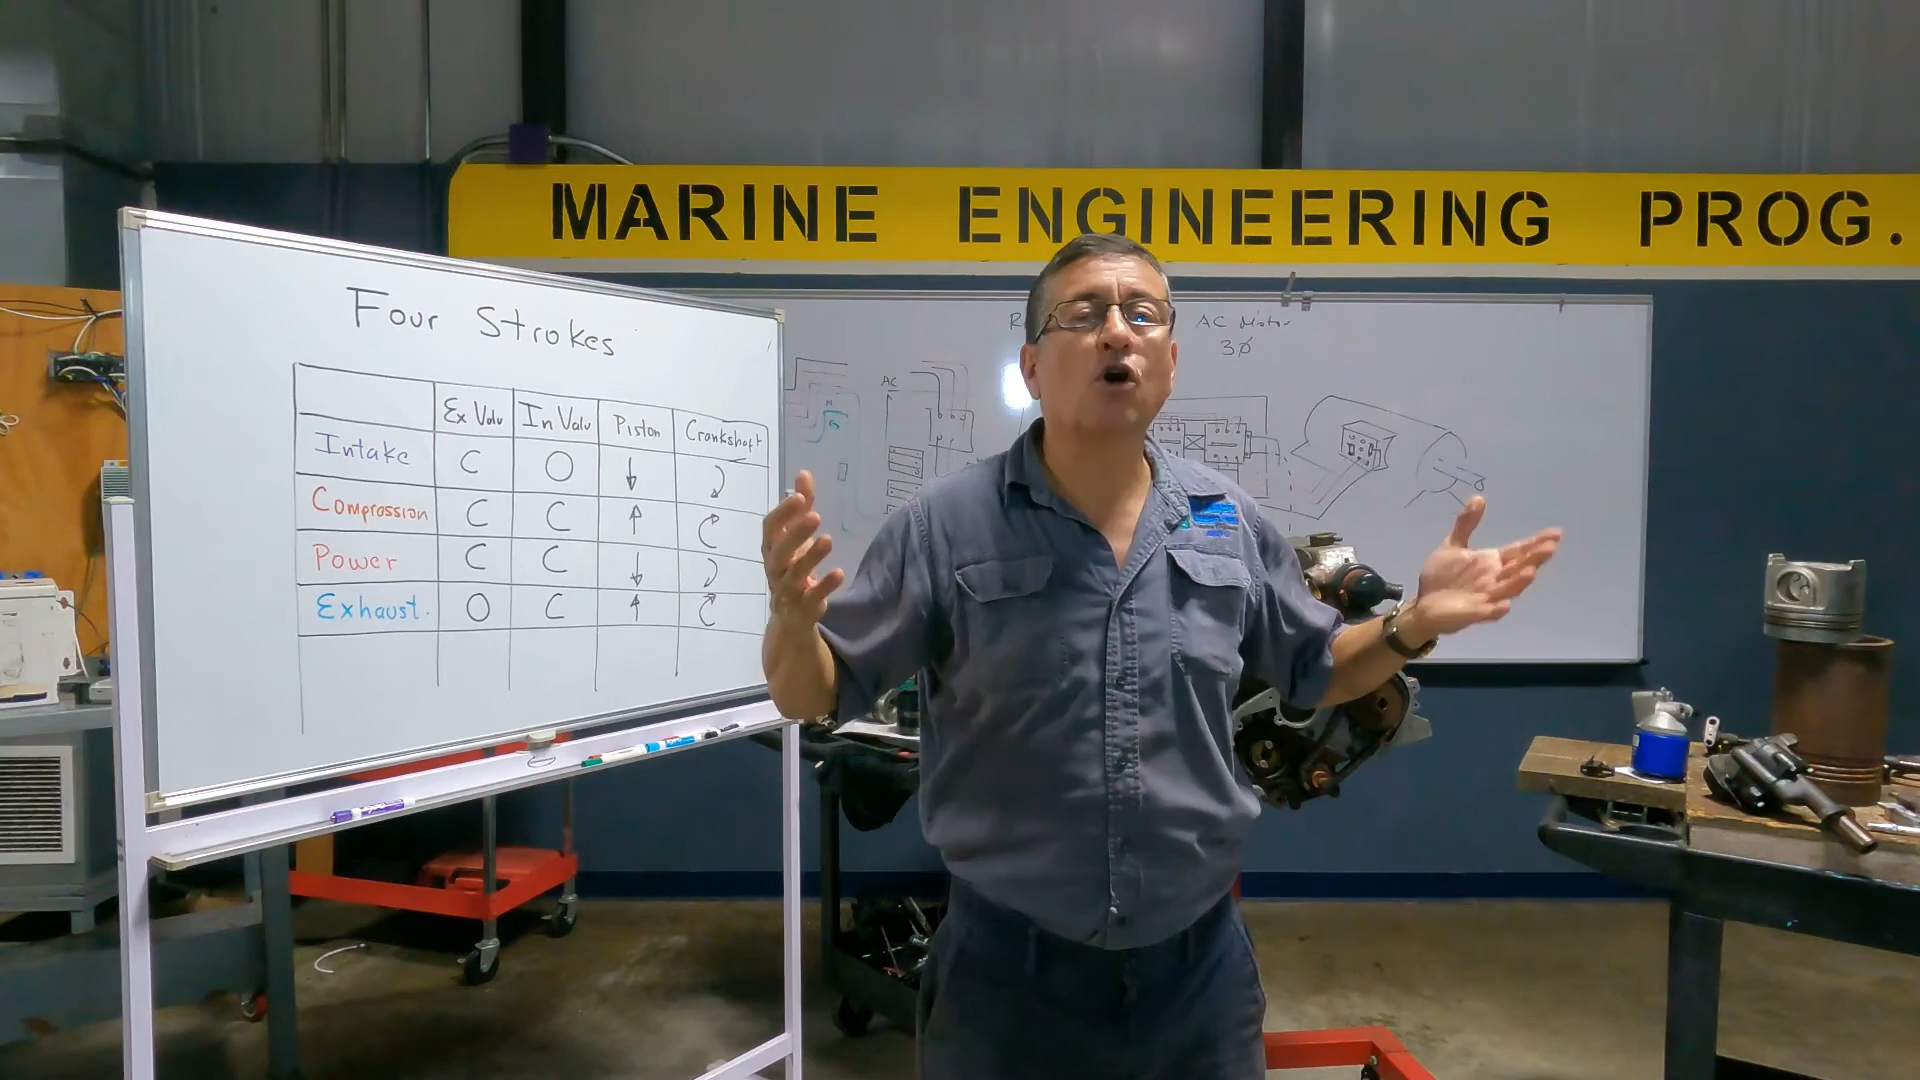 MARINE ENGINEERING PROG.
Four Strokes
Ex Valv In Valv Piston Crankshaft
Intake C O ↓
Compression C C ↑
Power C C ↓
Exhaust. O C ↑
AC Motor
3Ø
AC